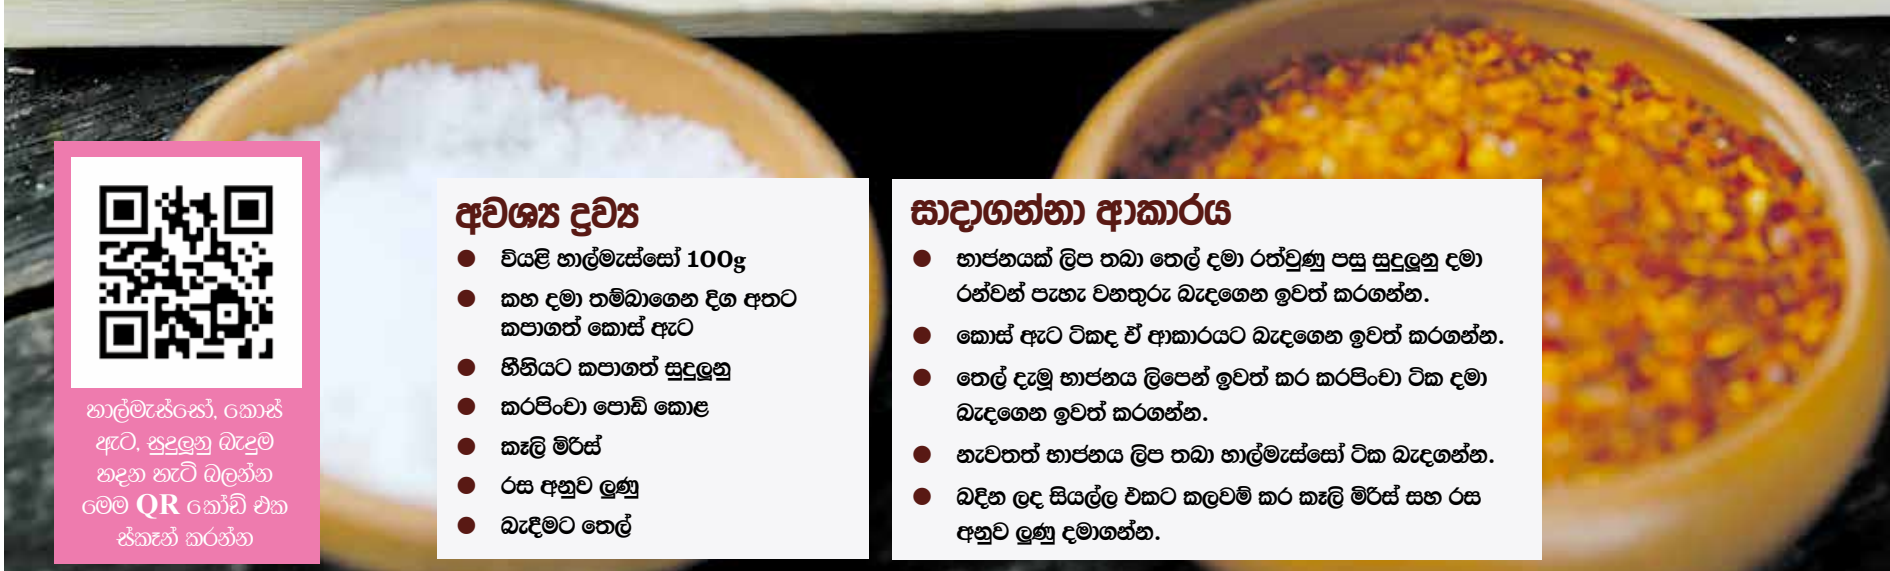 හාල්මැස්සෝ, කොස්
ඇට, සුදුලූනු බැදුම
හදන හැටි බලන්න
මෙම QR කෝඩ් එක
ස්කෑන් කරන්න
අවශ්‍ය ද්‍රව්‍ය
● වියළි හාල්මැස්සෝ 100g
● කහ දමා තම්බාගෙන දිග අතට
කපාගත් කොස් ඇට
● හීනියට කපාගත් සුදුලූනු
● කරපිංචා පොඩි කොළ
● කෑලි මිරිස්
● රස අනුව ලුණු
● බැදීමට තෙල්
සාදාගන්නා ආකාරය
● භාජනයක් ලිප තබා තෙල් දමා රත්වුණු පසු සුදුලූනු දමා
රන්වන් පැහැ වනතුරු බැදගෙන ඉවත් කරගන්න.
● කොස් ඇට ටිකද ඒ ආකාරයට බැදගෙන ඉවත් කරගන්න.
● තෙල් දැමූ භාජනය ලිපෙන් ඉවත් කර කරපිංචා ටික දමා
බැදගෙන ඉවත් කරගන්න.
● නැවතත් භාජනය ලිප තබා හාල්මැස්සෝ ටික බැදගන්න.
● බදින ලද සියල්ල එකට කලවම් කර කෑලි මිරිස් සහ රස
අනුව ලුණු දමාගන්න.